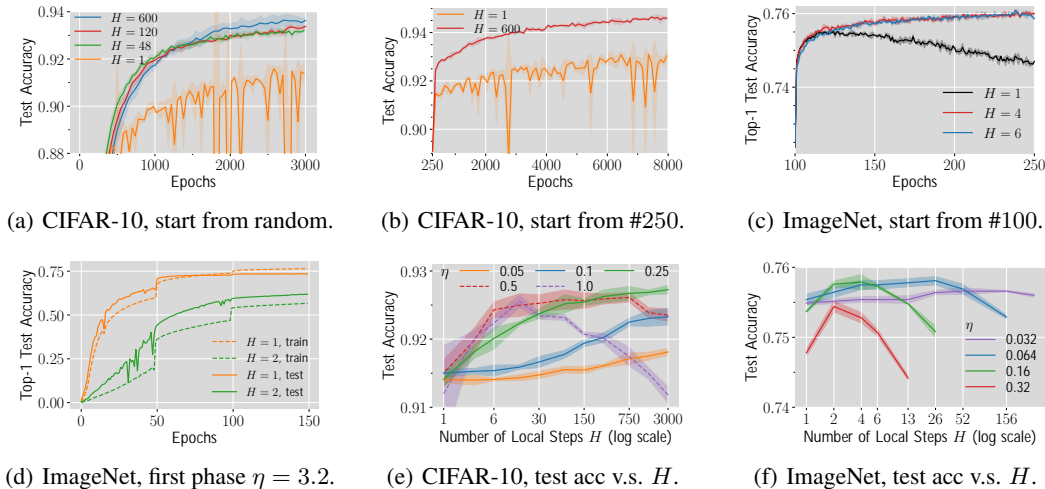 0.94
0.92
0.90
0.88
Test Accuracy
H = 600
H = 120
H = 48
H = 1
0
1000
2000
3000
Epochs
(a) CIFAR-10, start from random.
0.94
0.92
0.90
Test Accuracy
H = 1
H = 600
250
2000
4000
6000
8000
Epochs
(b) CIFAR-10, start from #250.
0.76
0.74
Top-1 Test Accuracy
H = 1
H = 4
H = 6
100
150
200
250
Epochs
(c) ImageNet, start from #100.
0.75
0.50
0.25
0.00
Top-1 Test Accuracy
H = 1, train
H = 2, train
H = 1, test
H = 2, test
0
50
100
150
Epochs
(d) ImageNet, first phase η = 3.2.
0.93
0.92
0.91
Test Accuracy
η 0.05 0.1 0.25
0.5 1.0
1
6
30
150
750
3000
Number of Local Steps H (log scale)
(e) CIFAR-10, test acc v.s. H.
0.76
0.75
0.74
Test Accuracy
η
0.032
0.064
0.16
0.32
1
2
4
6
13
26
52
156
Number of Local Steps H (log scale)
(f) ImageNet, test acc v.s. H.